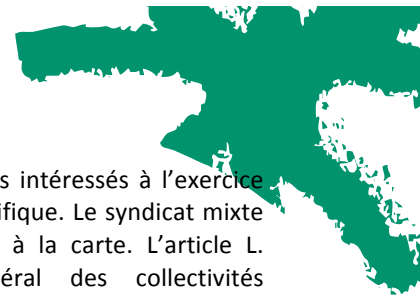 s intéressés à l’exercice
ifique. Le syndicat mixte
à la carte. L’article L.
éral des collectivités